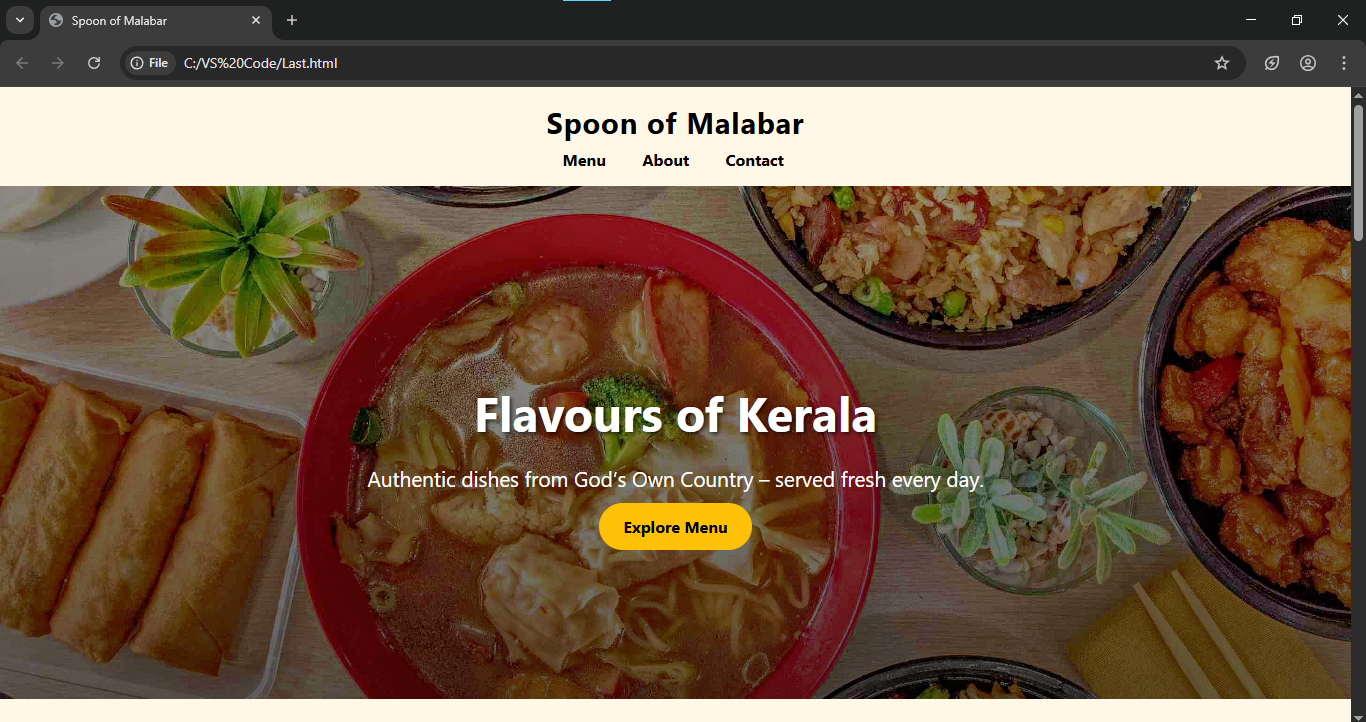 Spoon of Malabar
File C:/VS%20Code/Last.html
Spoon of Malabar
Menu About Contact
Flavours of Kerala
Authentic dishes from God’s Own Country – served fresh every day.
Explore Menu